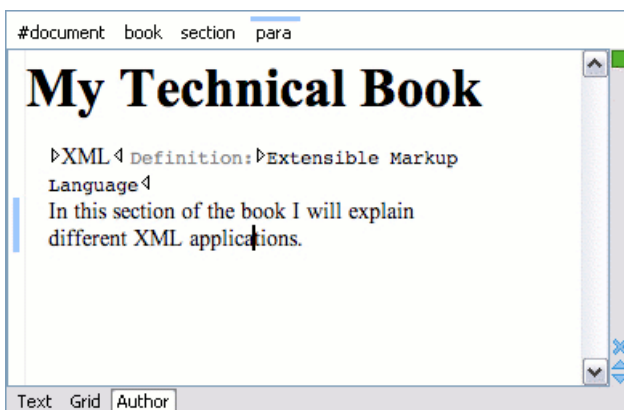 #document book section para
My Technical Book
XML Definition: Extensible Markup
Language
In this section of the book I will explain
different XML applications.
Text Grid Author